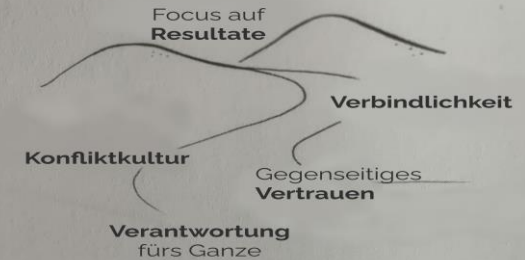 Focus auf
Resultate
Verbindlichkeit
Konfliktkultur
Gegenseitiges
Vertrauen
Verantwortung
fürs Ganze